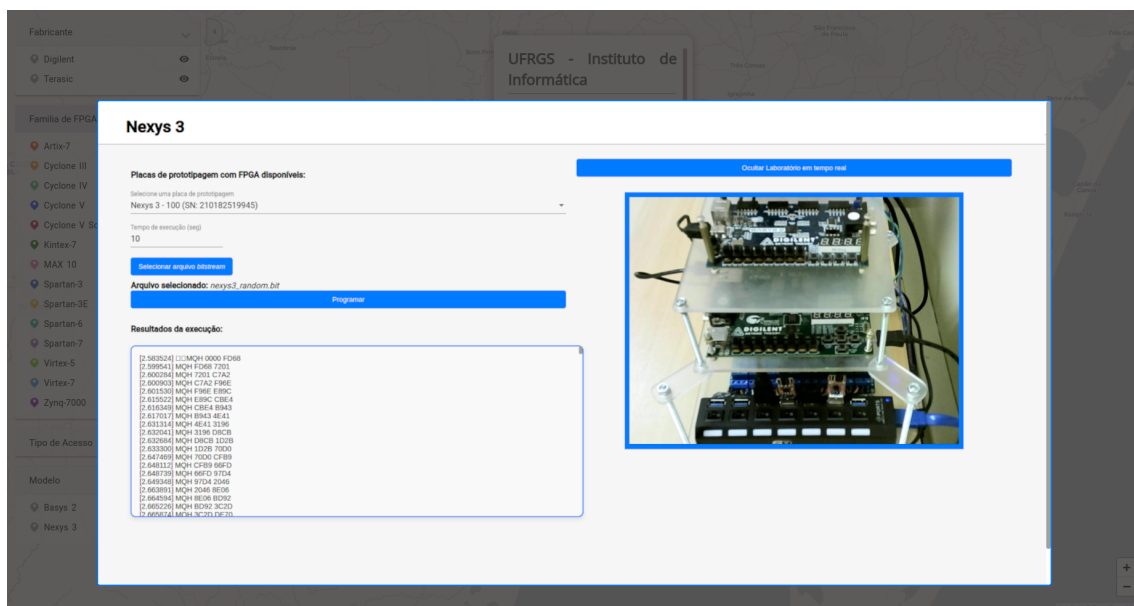 Fabricante
Digilent
Terasic
Família de FPGA
Artix-7
Cyclone III
Cyclone IV
Cyclone V
Cyclone V So
Kintex-7
MAX 10
Spartan-3
Spartan-3E
Spartan-6
Spartan-7
Virtex-5
Virtex-7
Zynq-7000
Tipo de Acesso
Modelo
Basys 2
Nexys 3
UFRGS - Instituto de
Informática
Nexys 3
Placas de prototipagem com FPGA disponíveis:
Selecione uma placa de prototipagem
Nexys 3 - 100 (SN: 210182519945)
Tempo de execução (seg)
10
Selecionar arquivo bitstream
Arquivo selecionado: nexys3_random.bit
Programar
Resultados da execução:
[2.583524] □□MQH 0000 FD68
[2.599541] MQH FD68 7201
[2.600284] MQH 7201 C7A2
[2.600903] MQH C7A2 F96E
[2.601530] MQH F96E E89C
[2.615522] MQH E89C CBE4
[2.616349] MQH CBE4 B943
[2.617017] MQH B943 4E41
[2.631314] MQH 4E41 3196
[2.632041] MQH 3196 D8CB
[2.632684] MQH D8CB 1D2B
[2.633300] MQH 1D2B 70D0
[2.647469] MQH 70D0 CFB9
[2.648112] MQH CFB9 66FD
[2.648739] MQH 66FD 97D4
[2.649348] MQH 97D4 2046
[2.663891] MQH 2046 8E06
[2.664594] MQH 8E06 BD92
[2.665226] MQH BD92 3C2D
[2.665874] MQH 3C2D DE70
Ocultar Laboratório em tempo real
DIGILENT
DIGILENT